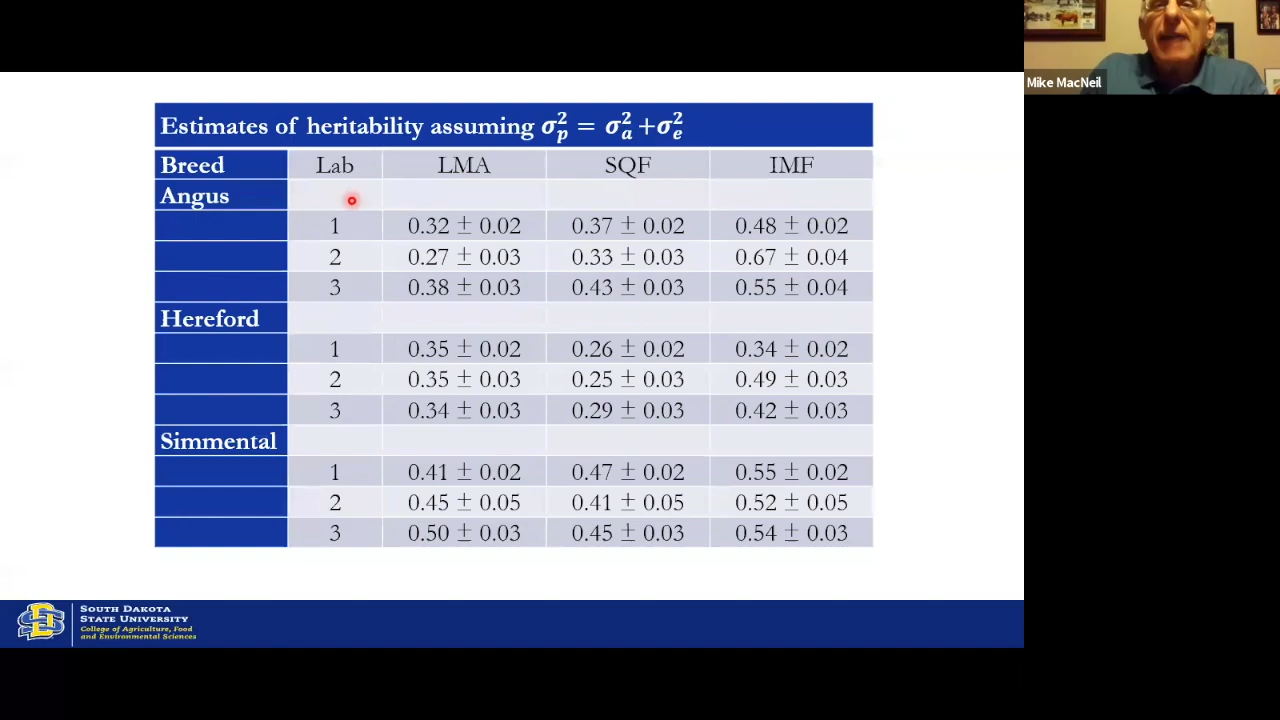 Mike MacNeil
Estimates of heritability assuming σ²ₚ = σ²ₐ+σ²ₑ
Breed Lab LMA SQF IMF
Angus
1 0.32 ± 0.02 0.37 ± 0.02 0.48 ± 0.02
2 0.27 ± 0.03 0.33 ± 0.03 0.67 ± 0.04
3 0.38 ± 0.03 0.43 ± 0.03 0.55 ± 0.04
Hereford
1 0.35 ± 0.02 0.26 ± 0.02 0.34 ± 0.02
2 0.35 ± 0.03 0.25 ± 0.03 0.49 ± 0.03
3 0.34 ± 0.03 0.29 ± 0.03 0.42 ± 0.03
Simmental
1 0.41 ± 0.02 0.47 ± 0.02 0.55 ± 0.02
2 0.45 ± 0.05 0.41 ± 0.05 0.52 ± 0.05
3 0.50 ± 0.03 0.45 ± 0.03 0.54 ± 0.03
SOUTH DAKOTA
STATE UNIVERSITY
College of Agriculture, Food
and Environmental Sciences